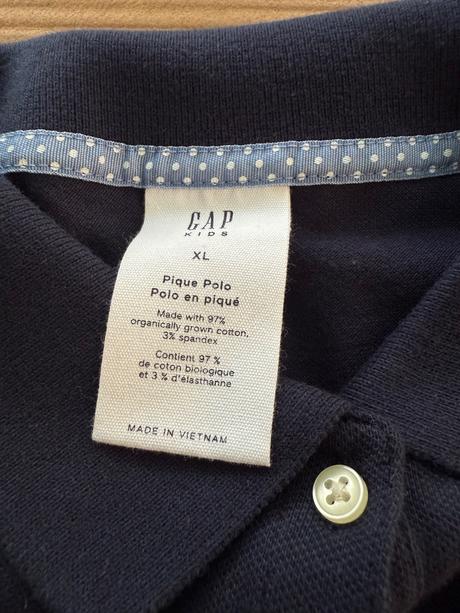 GAP
KIDS
XL
Pique Polo
Polo en piqué
Made with 97%
organically grown cotton,
3% spandex
Contient 97 %
de coton biologique
et 3 % d'élasthanne
MADE IN VIETNAM